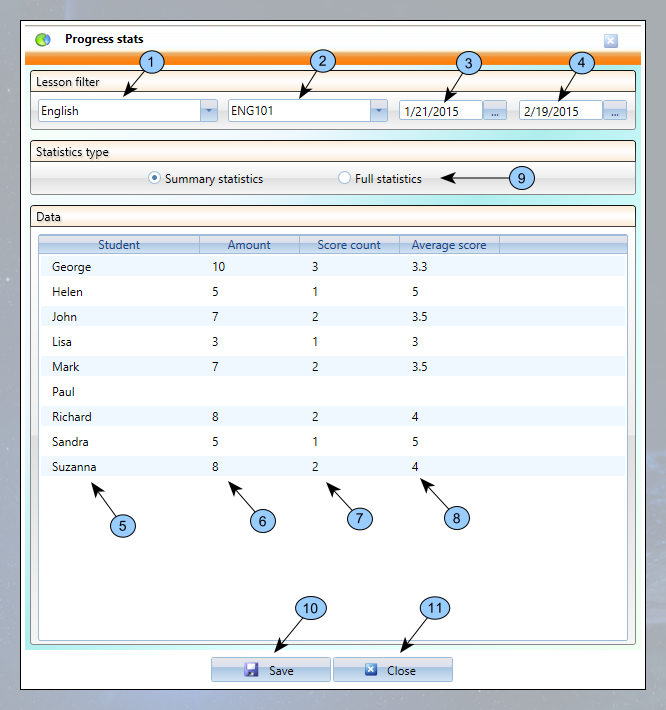 Progress stats
1 2 3 4
Lesson filter
English ENG101 1/21/2015 ... 2/19/2015 ...
Statistics type
Summary statistics Full statistics 9
Data
Student Amount Score count Average score
George 10 3 3.3
Helen 5 1 5
John 7 2 3.5
Lisa 3 1 3
Mark 7 2 3.5
Paul
Richard 8 2 4
Sandra 5 1 5
Suzanna 8 2 4
5 6 7 8
10 11
Save Close